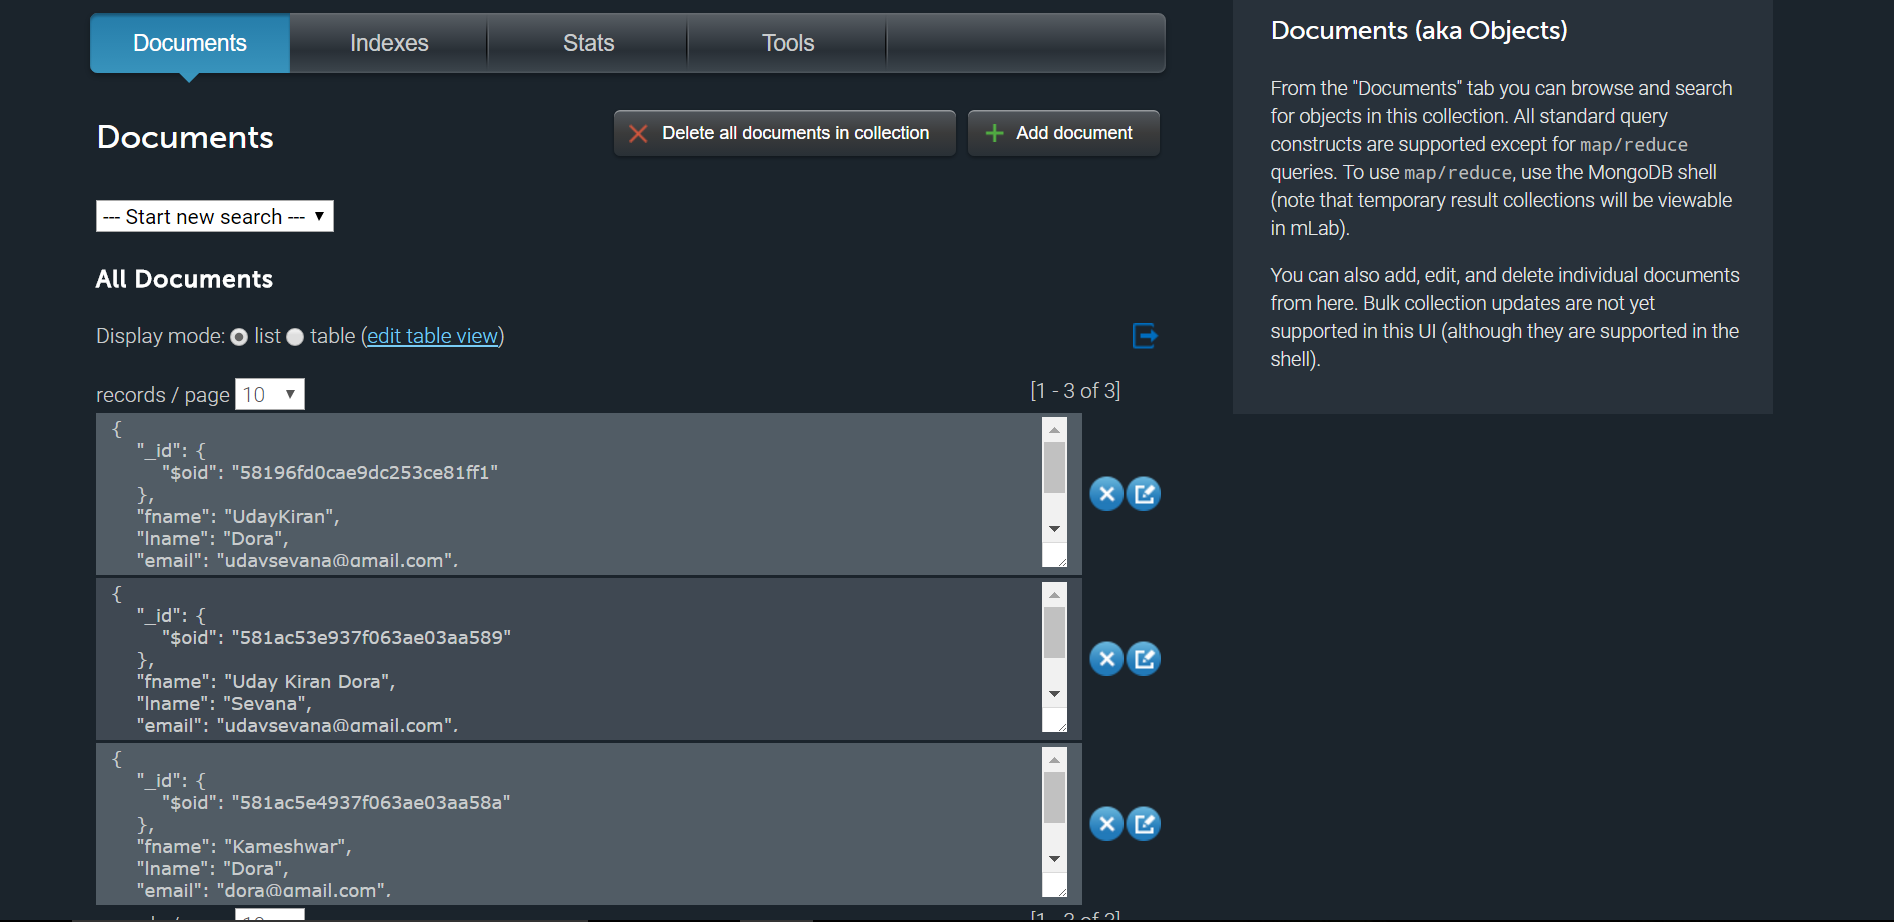 Documents Indexes Stats Tools
Documents
Delete all documents in collection
Add document
--- Start new search ---
All Documents
Display mode: list table (edit table view)
records / page 10
[1 - 3 of 3]
{
"_id": {
"$oid": "58196fd0cae9dc253ce81ff1"
},
"fname": "UdayKiran",
"lname": "Dora",
"email": "udaysevana@gmail.com",
{
"_id": {
"$oid": "581ac53e937f063ae03aa589"
},
"fname": "Uday Kiran Dora",
"lname": "Sevana",
"email": "udaysevana@gmail.com",
{
"_id": {
"$oid": "581ac5e4937f063ae03aa58a"
},
"fname": "Kameshwar",
"lname": "Dora",
"email": "dora@gmail.com",
[1 - 3 of 3]
Documents (aka Objects)
From the "Documents" tab you can browse and search
for objects in this collection. All standard query
constructs are supported except for map/reduce
queries. To use map/reduce, use the MongoDB shell
(note that temporary result collections will be viewable
in mLab).
You can also add, edit, and delete individual documents
from here. Bulk collection updates are not yet
supported in this UI (although they are supported in the
shell).